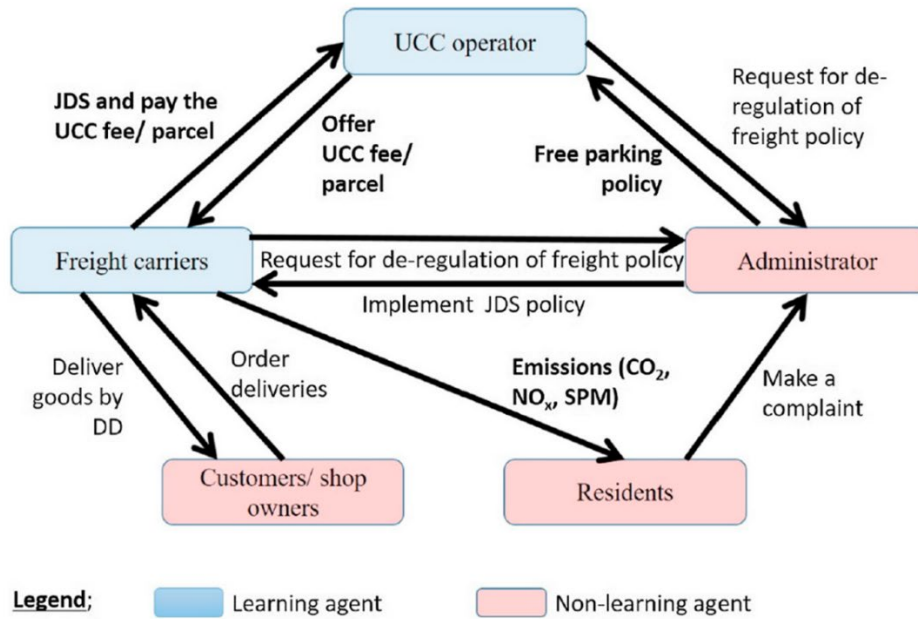 UCC operator
JDS and pay the
UCC fee/ parcel
Offer
UCC fee/
parcel
Free parking
policy
Request for de-
regulation of
freight policy
Freight carriers
Request for de-regulation of freight policy
Implement JDS policy
Administrator
Deliver
goods by
DD
Order
deliveries
Emissions (CO₂,
NOₓ, SPM)
Make a
complaint
Customers/ shop
owners
Residents
Legend;
Learning agent
Non-learning agent